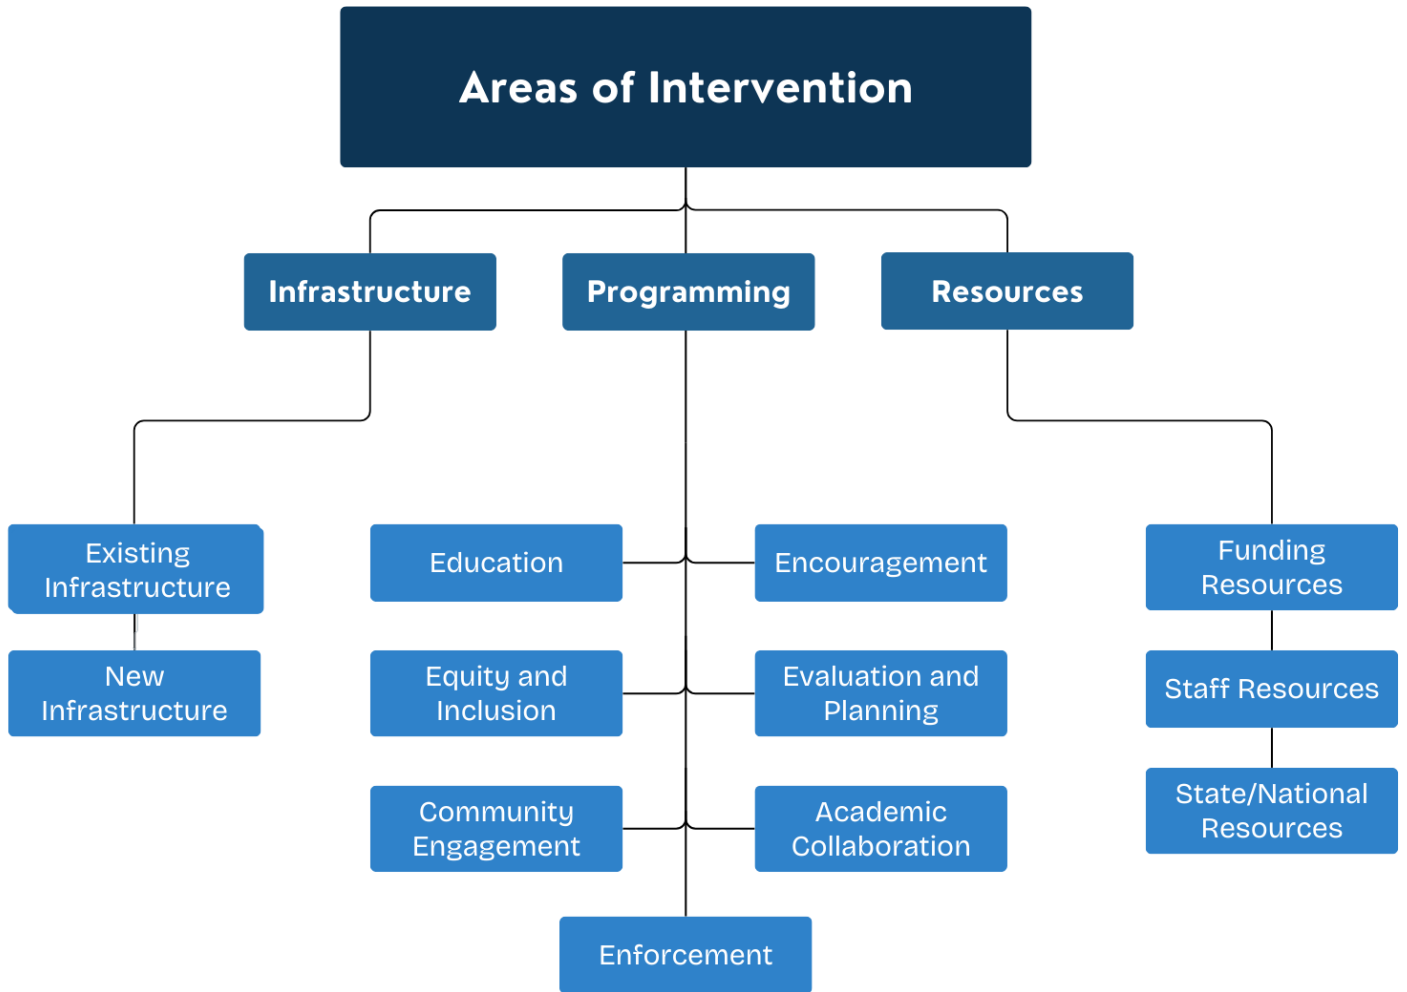 Areas of Intervention
Infrastructure
Programming
Resources
Existing
Infrastructure
New
Infrastructure
Education
Encouragement
Equity and
Inclusion
Evaluation and
Planning
Community
Engagement
Academic
Collaboration
Enforcement
Funding
Resources
Staff Resources
State/National
Resources